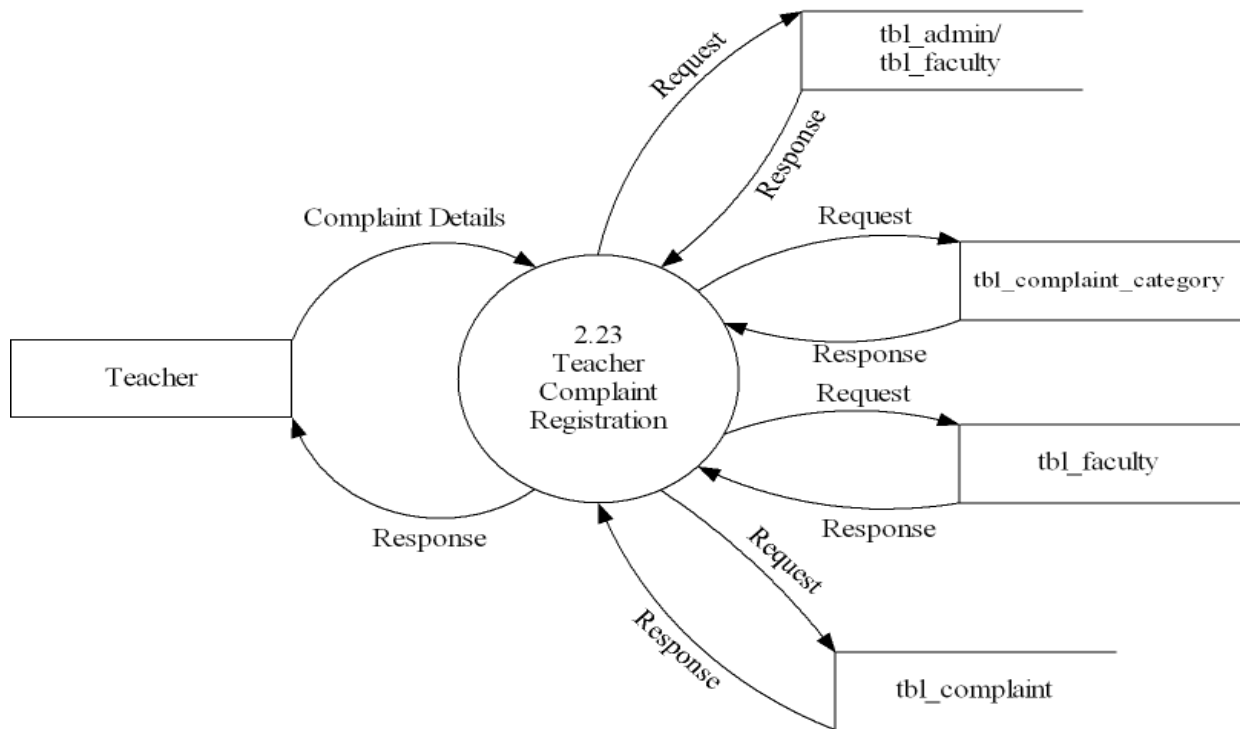 tbl_admin/
tbl_faculty
Request
Response
Complaint Details
Request
tbl_complaint_category
Response
2.23
Teacher
Complaint
Registration
Teacher
Request
tbl_faculty
Response
Response
Request
Response
tbl_complaint